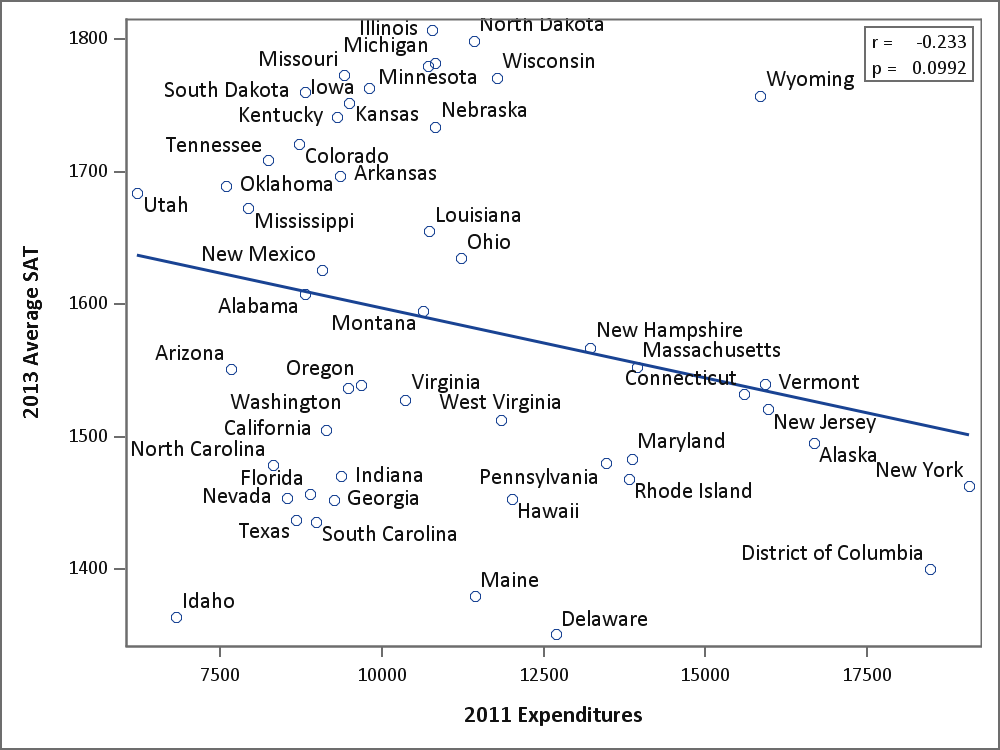 1800
1700
1600
1500
1400
2013 Average SAT
7500
10000
12500
15000
17500
2011 Expenditures
r = -0.233
p = 0.0992
North Dakota
Illinois
Michigan
Missouri
Wisconsin
Minnesota
Wyoming
South Dakota
Iowa
Kentucky
Kansas
Nebraska
Tennessee
Colorado
Arkansas
Oklahoma
Utah
Mississippi
Louisiana
Ohio
New Mexico
Alabama
Montana
New Hampshire
Massachusetts
Arizona
Oregon
Connecticut
Virginia
Vermont
Washington
West Virginia
California
New Jersey
North Carolina
Maryland
Alaska
New York
Florida
Indiana
Pennsylvania
Rhode Island
Nevada
Georgia
Hawaii
Texas
South Carolina
District of Columbia
Maine
Idaho
Delaware